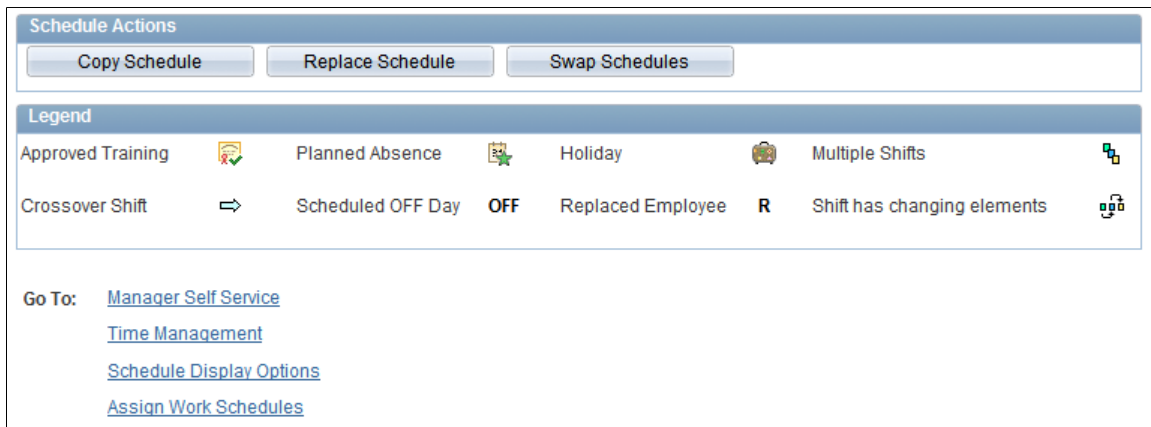 Schedule Actions
Copy Schedule Replace Schedule Swap Schedules
Legend
Approved Training Planned Absence Holiday Multiple Shifts
Crossover Shift Scheduled OFF Day OFF Replaced Employee R Shift has changing elements
Go To: Manager Self Service
Time Management
Schedule Display Options
Assign Work Schedules